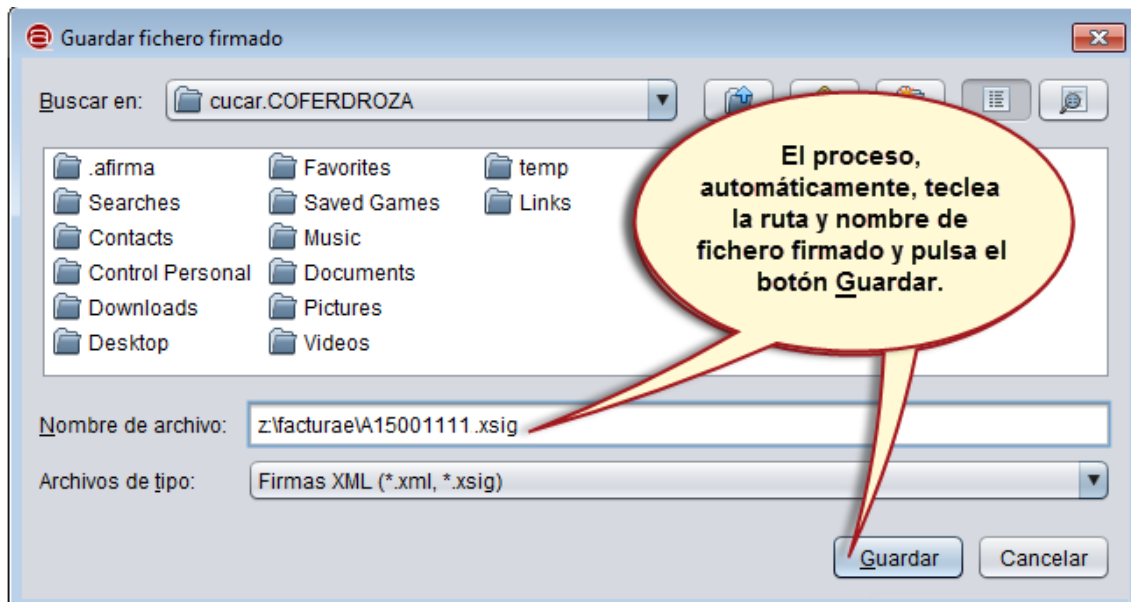 Guardar fichero firmado
Buscar en: cucar.COFERDROZA
.afirma Favorites temp
Searches Saved Games Links
Contacts Music
Control Personal Documents
Downloads Pictures
Desktop Videos
El proceso,
automáticamente, teclea
la ruta y nombre de
fichero firmado y pulsa el
botón Guardar.
Nombre de archivo: z:\facturae\A15001111.xsig
Archivos de tipo: Firmas XML (*.xml, *.xsig)
Guardar Cancelar